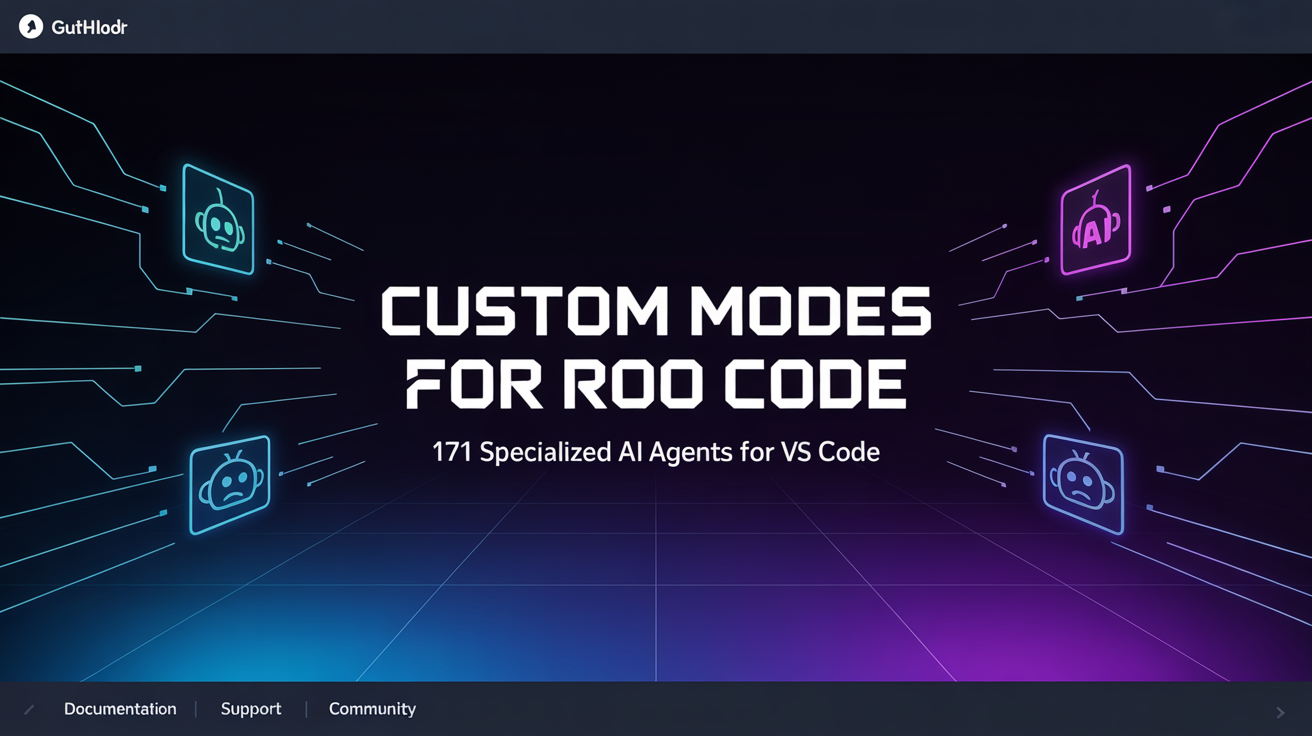 GutHlodr
AI
CUSTOM MODES
FOR ROO CODE
171 Specialized AI Agents for VS Code
Documentation | Support | Community